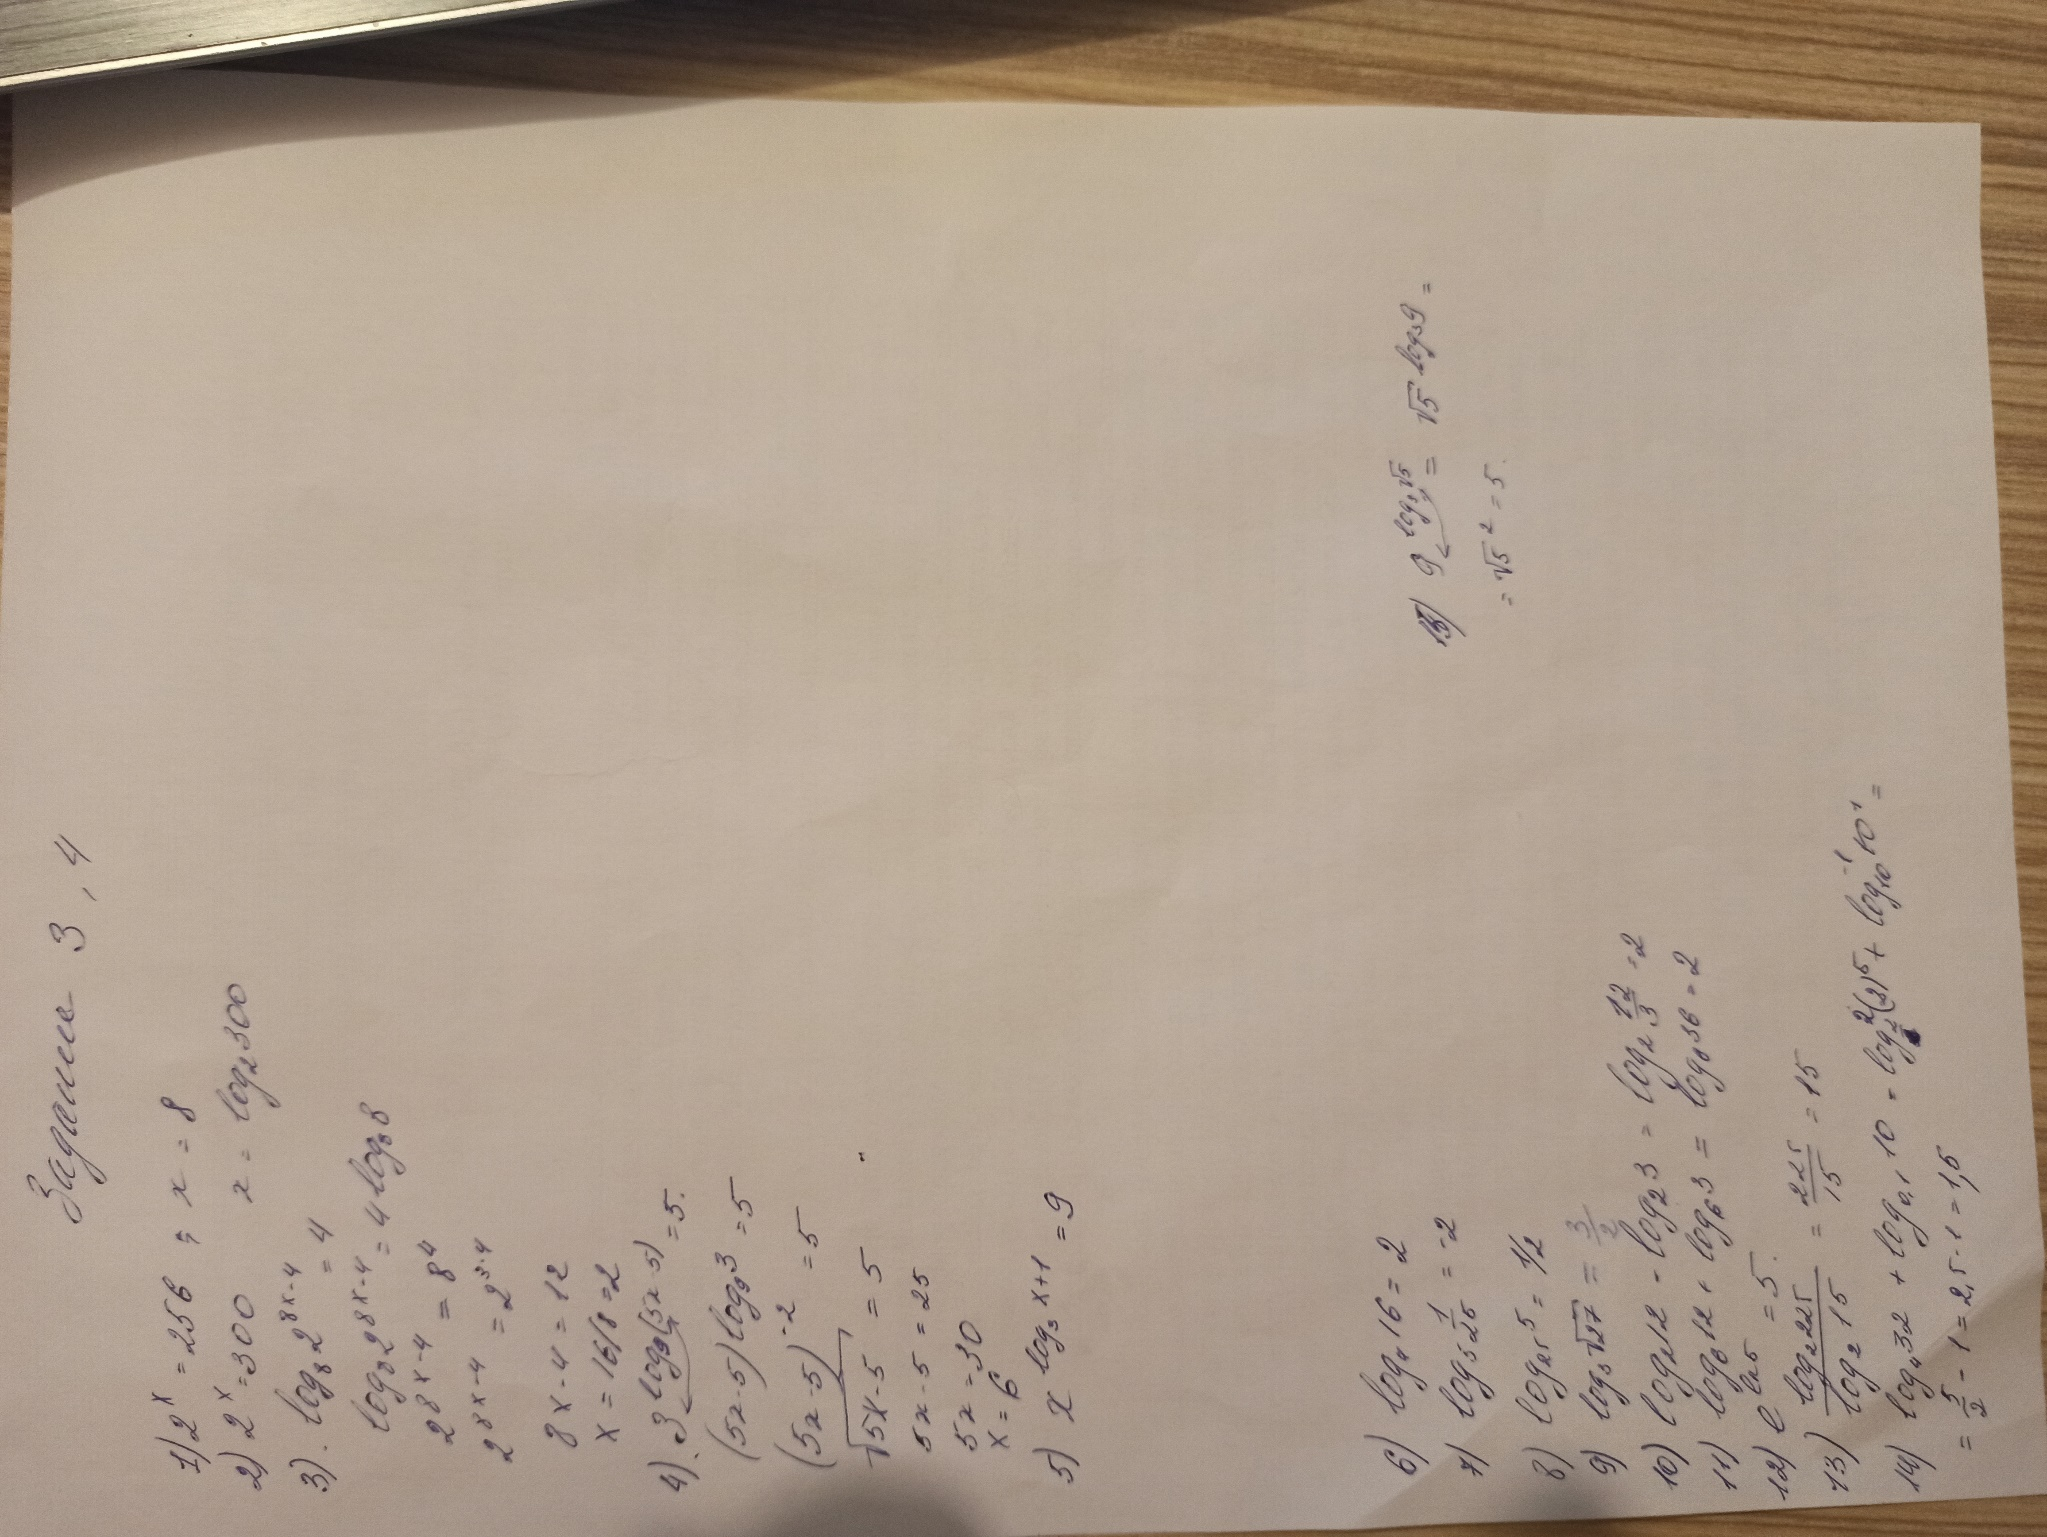 Задание 3, 4
1) 2^x = 256 ; x = 8
2) 2^x = 300 x = log₂300
3). log₈2^(8x-4) = 4
log₈2^(8x-4) = 4 log₈8
2^(8x-4) = 8⁴
2^(8x-4) = 2^(3·4)
8x-4 = 12
x = 16/8 = 2
4). 3^(log₉(5x-5)) = 5.
(5x-5)^(log₉3) = 5
(5x-5)^(-2) = 5
√(5x-5) = 5
5x-5 = 25
5x = 30
x = 6
5) x^(log₃x+1) = 9
6) log₄16 = 2
7) log₅ 1/25 = -2
8) log₂₅5 = 1/2
9) log₃√27 = 3/2
10) log₂12 - log₂3 = log₂ 12/3 = 2
11) log₆12 + log₆3 = log₆36 = 2
12) e^(ln5) = 5.
13) log₂225 / log₂15 = 225/15 = 15
14) log₄32 + log₀,₁10 = log₂²(2)⁵ + log₁₀⁻¹10¹ =
= 5/2 - 1 = 2,5 - 1 = 1,5
15) 9^(log₃√5) = √5^(log₃9) =
= √5² = 5.